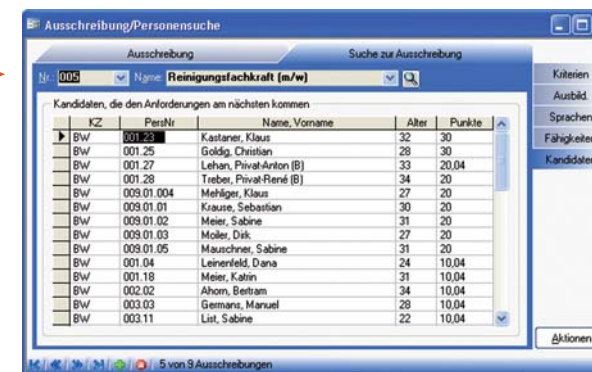 Ausschreibung/Personensuche
Ausschreibung Suche zur Ausschreibung
Nr.: 005 Name: Reinigungsfachkraft (m/w)
Kriterien
Ausbild.
Sprachen
Fähigkeiten
Kandidaten
Kandidaten, die den Anforderungen am nächsten kommen
KZ PersNr Name, Vorname Alter Punkte
BW 001.23 Kastaner, Klaus 32 30
BW 001.25 Goldig, Christian 28 30
BW 001.27 Lehan, Privat-Anton (B) 33 20,04
BW 001.28 Treber, Privat-René (B) 34 20
BW 009.01.004 Mehliger, Klaus 27 20
BW 009.01.01 Krause, Sebastian 30 20
BW 009.01.02 Meier, Sabine 31 20
BW 009.01.03 Moiler, Dirk 27 20
BW 009.01.05 Mauschner, Sabine 31 20
BW 001.04 Leinenfeld, Dana 24 10,04
BW 001.18 Meier, Katrin 31 10,04
BW 002.02 Ahorn, Bertram 34 10,04
BW 003.03 Germans, Manuel 28 10,04
BW 003.11 List, Sabine 22 10,04
Aktionen
5 von 9 Ausschreibungen